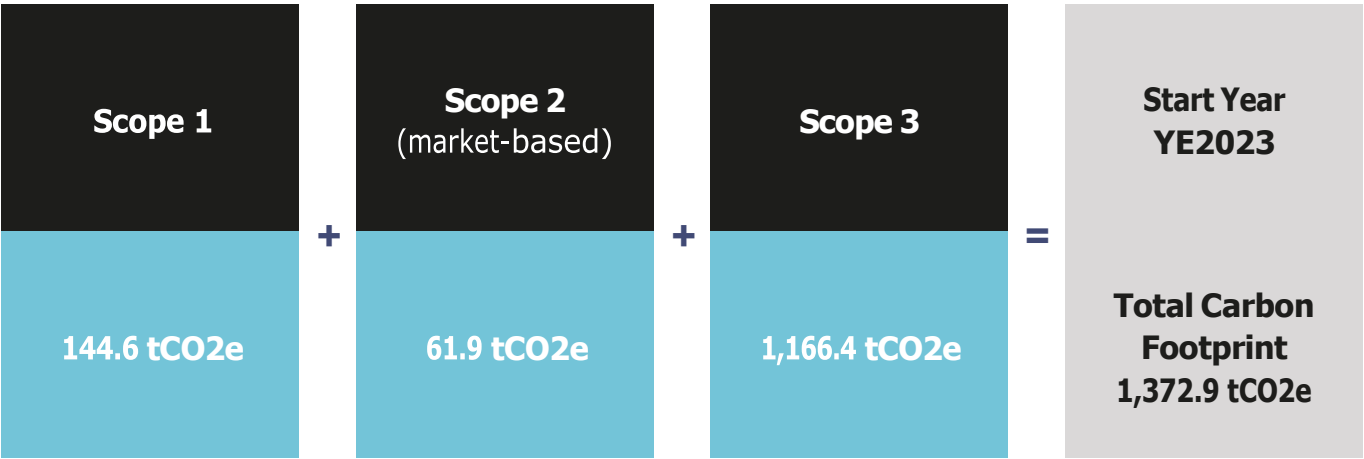 Scope 1
144.6 tCO2e
+
Scope 2
(market-based)
61.9 tCO2e
+
Scope 3
1,166.4 tCO2e
=
Start Year
YE2023
Total Carbon
Footprint
1,372.9 tCO2e